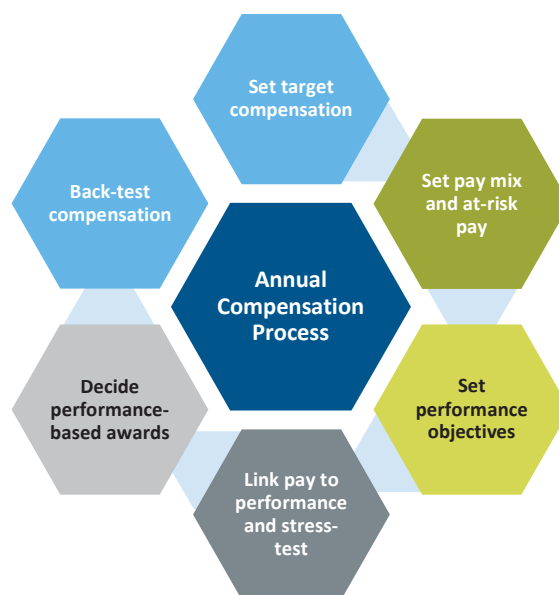 Set target
compensation
Set pay mix
and at-risk
pay
Set
performance
objectives
Link pay to
performance
and stress-
test
Decide
performance-
based awards
Back-test
compensation
Annual
Compensation
Process